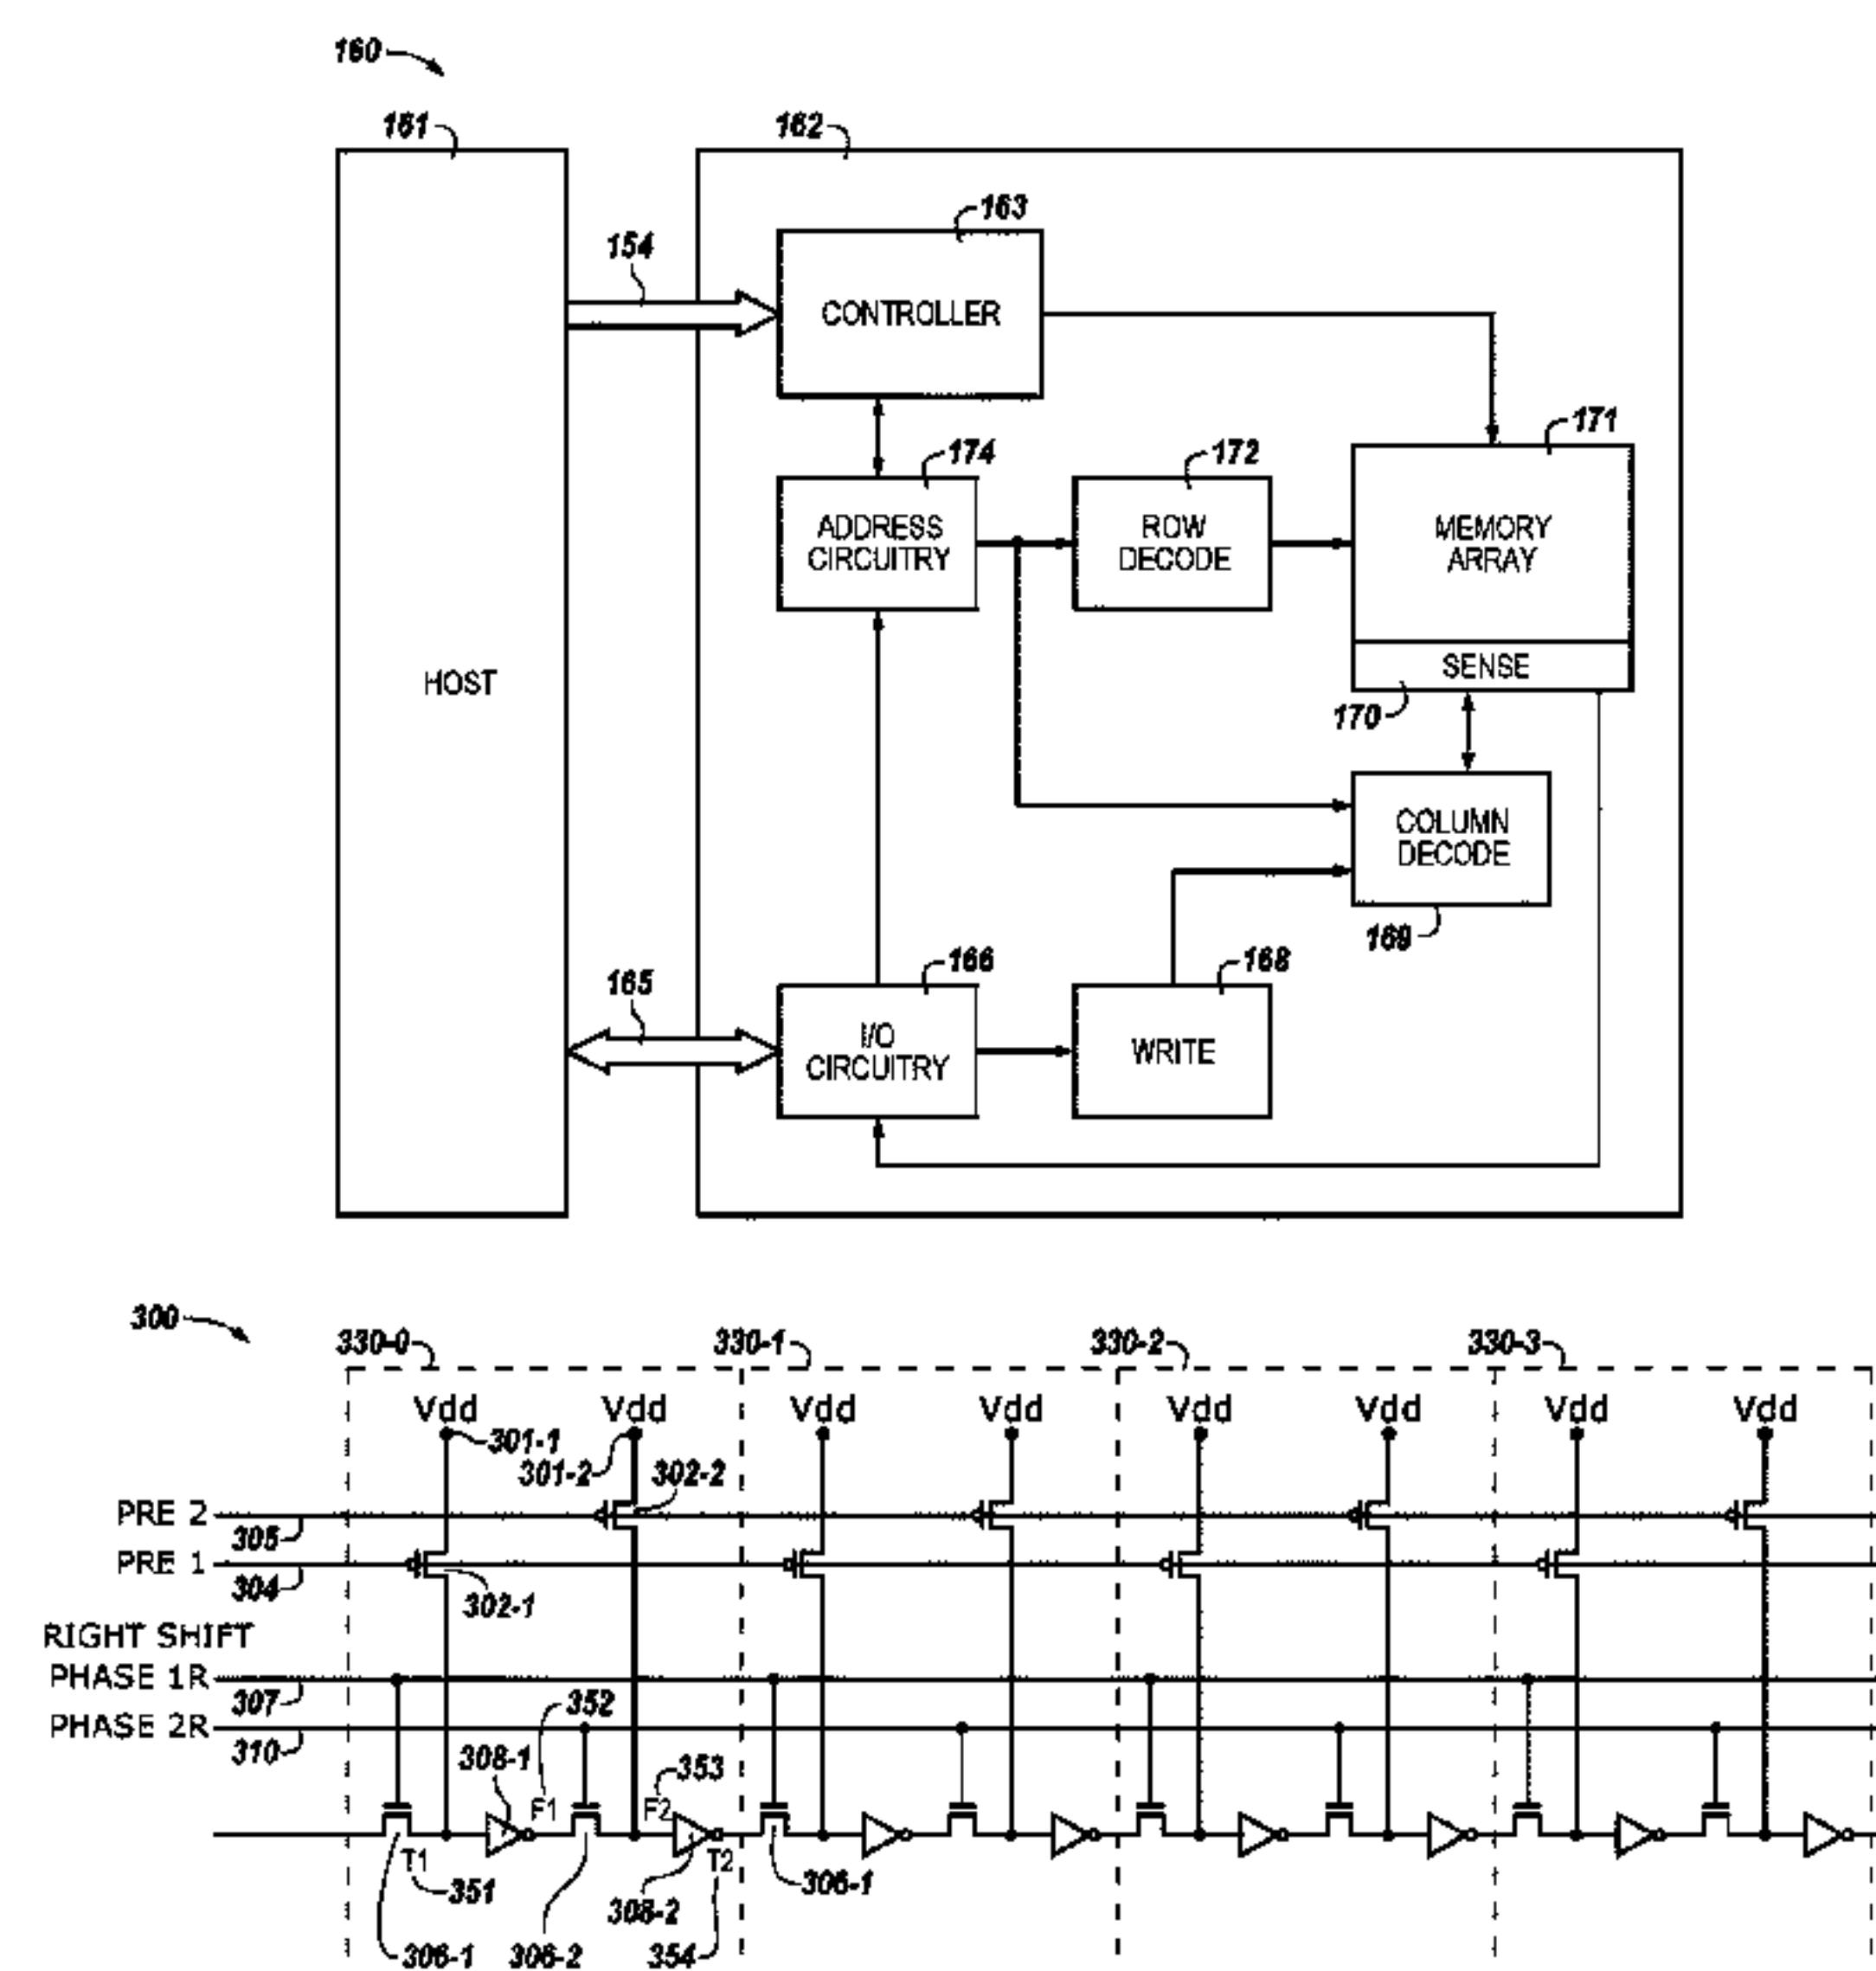 160
161
162
163
154
CONTROLLER
171
174
172
ADDRESS
CIRCUITRY
ROW
DECODE
MEMORY
ARRAY
HOST
SENSE
170
COLUMN
DECODE
169
166
168
165
I/O
CIRCUITRY
WRITE
300
330-0
330-1
330-2
330-3
Vdd Vdd Vdd Vdd Vdd Vdd Vdd Vdd
301-1
301-2
302-2
PRE 2
305
PRE 1
304
302-1
RIGHT SHIFT
PHASE 1R
307
352
PHASE 2R
310
308-1
353
F1
F2
T1
T2
351
306-1
308-2
306-1
306-2
354